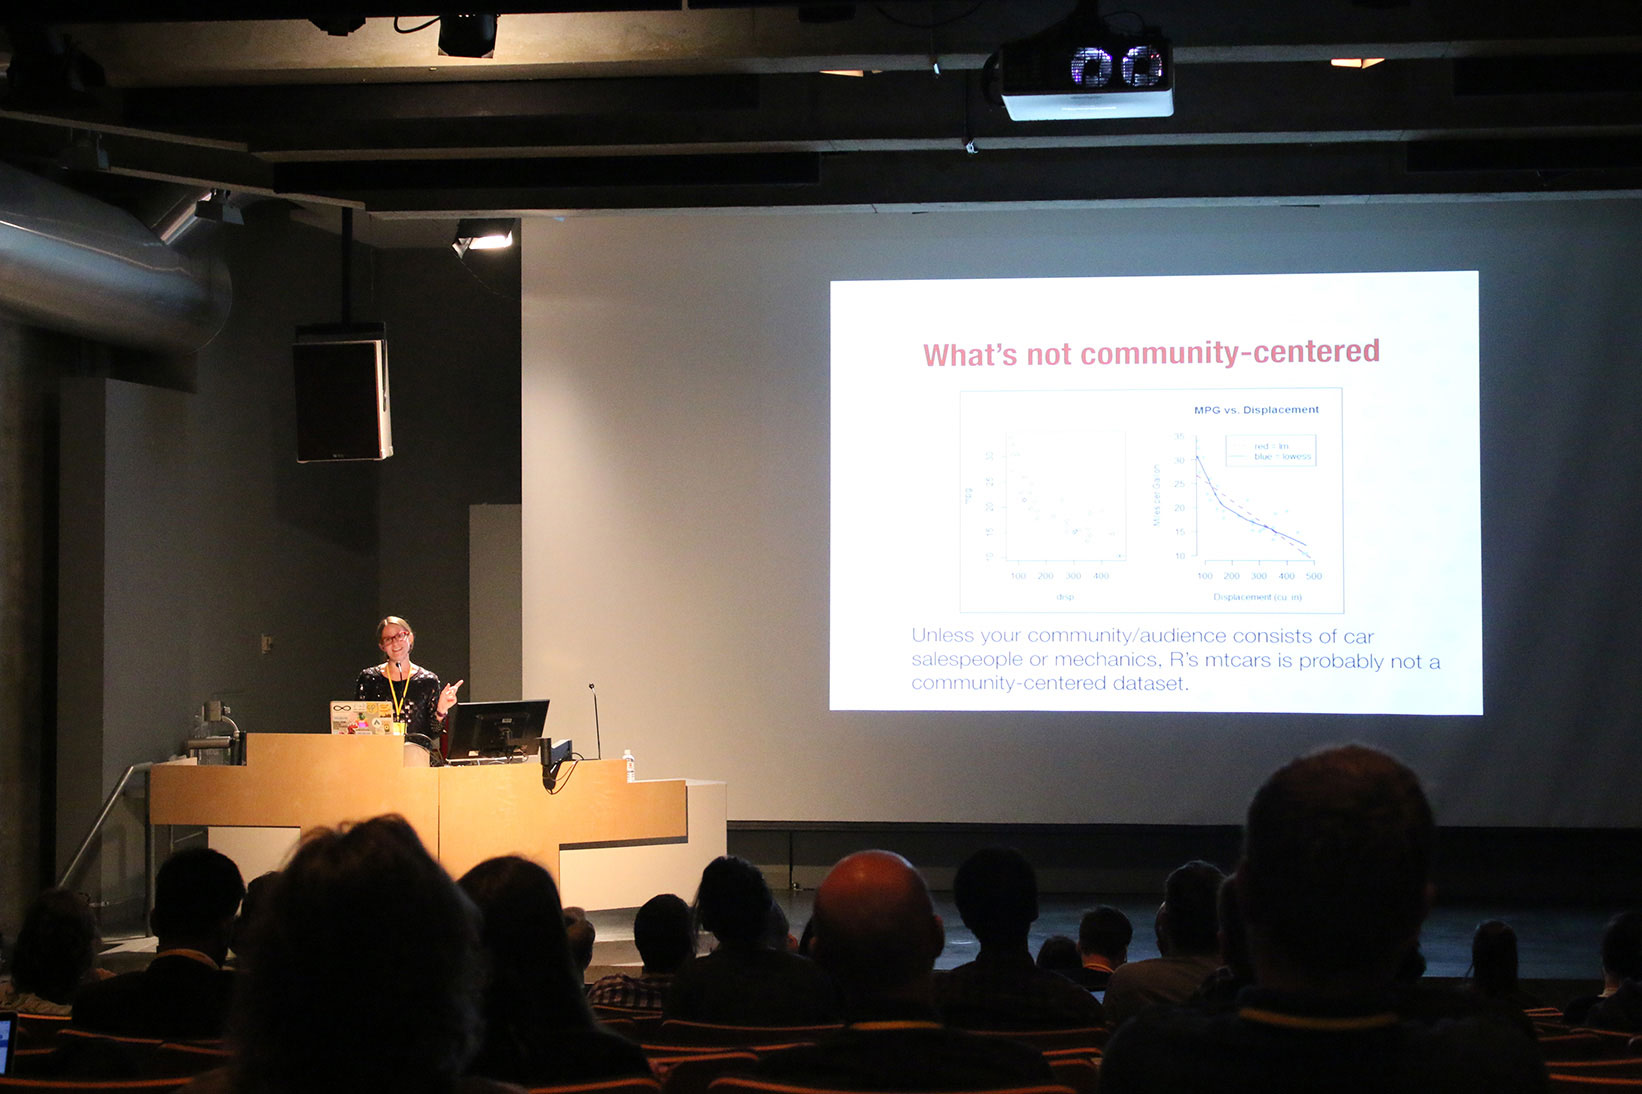 What's not community-centered
MPG vs. Displacement
35
30
25
20
15
10
Miles per Gallon
red = lm
blue = lowess
100 200 300 400 500
Displacement (cu. in)
mpg
30
25
20
15
10
100 200 300 400
disp
Unless your community/audience consists of car
salespeople or mechanics, R's mtcars is probably not a
community-centered dataset.